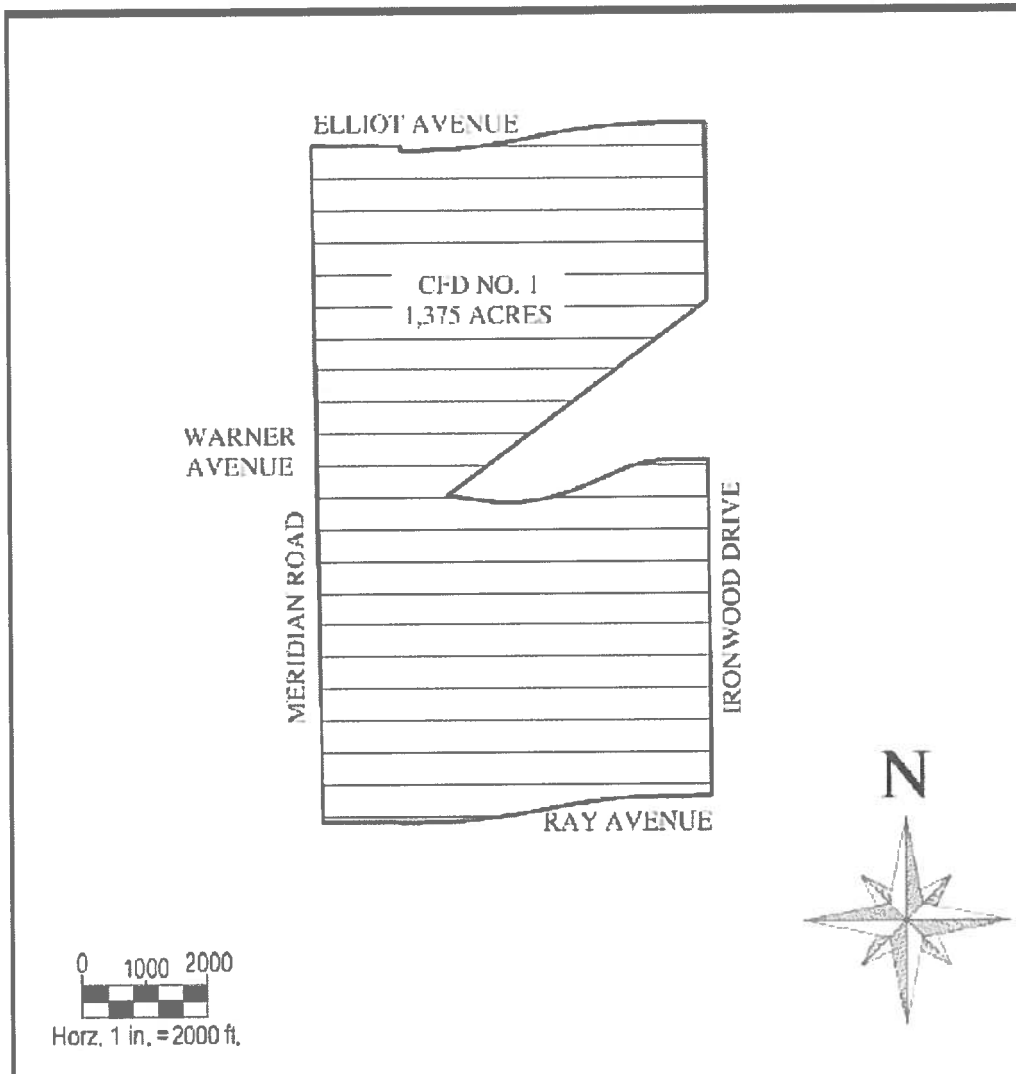 ELLIOT AVENUE
CFD NO. 1
1,375 ACRES
WARNER
AVENUE
MERIDIAN ROAD
IRONWOOD DRIVE
N
RAY AVENUE
0 1000 2000
Horz. 1 in. = 2000 ft.